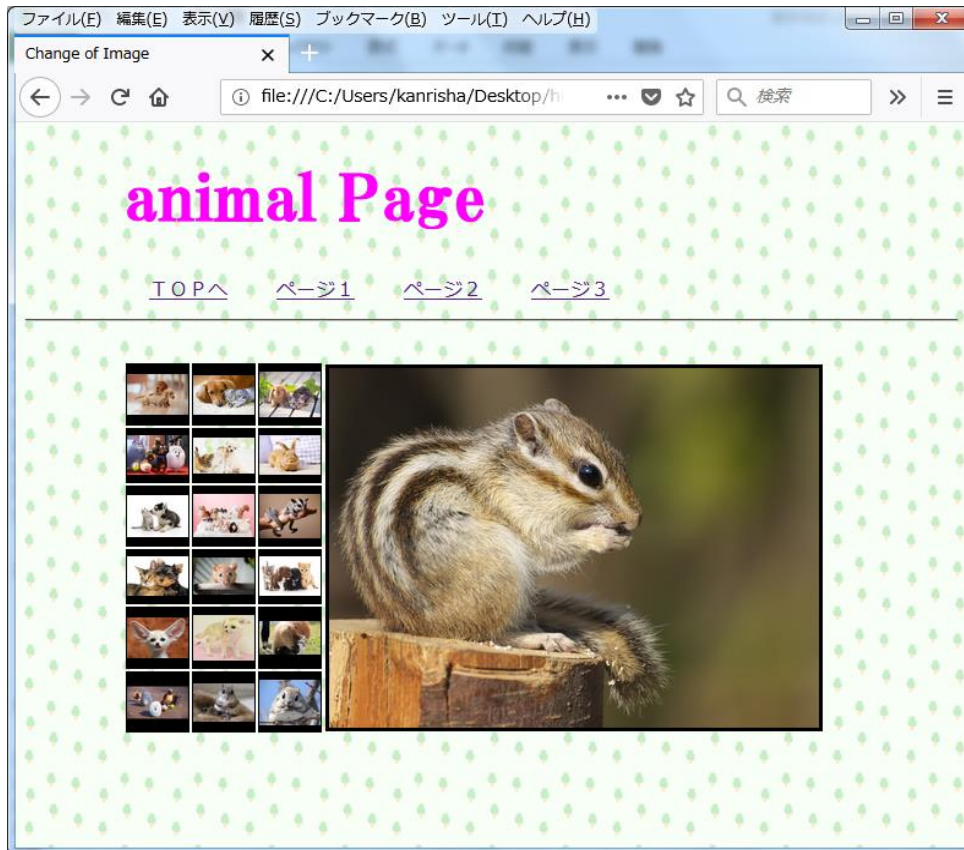 ファイル(F) 編集(E) 表示(V) 履歴(S) ブックマーク(B) ツール(T) ヘルプ(H)
Change of Image
file:///C:/Users/kanrisha/Desktop/h
検索
animal Page
ＴＯＰへ ページ１ ページ２ ページ３